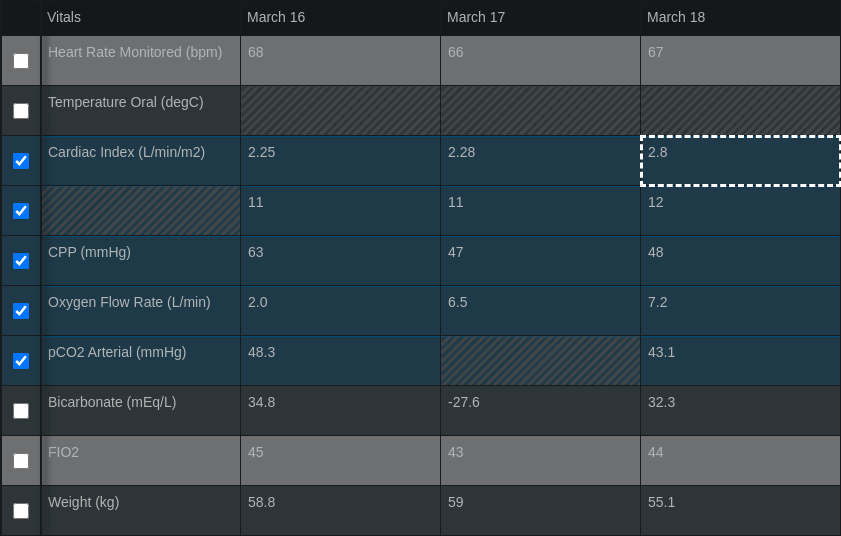 Vitals March 16 March 17 March 18
Heart Rate Monitored (bpm) 68 66 67
Temperature Oral (degC)
Cardiac Index (L/min/m2) 2.25 2.28 2.8
11 11 12
CPP (mmHg) 63 47 48
Oxygen Flow Rate (L/min) 2.0 6.5 7.2
pCO2 Arterial (mmHg) 48.3 43.1
Bicarbonate (mEq/L) 34.8 -27.6 32.3
FIO2 45 43 44
Weight (kg) 58.8 59 55.1